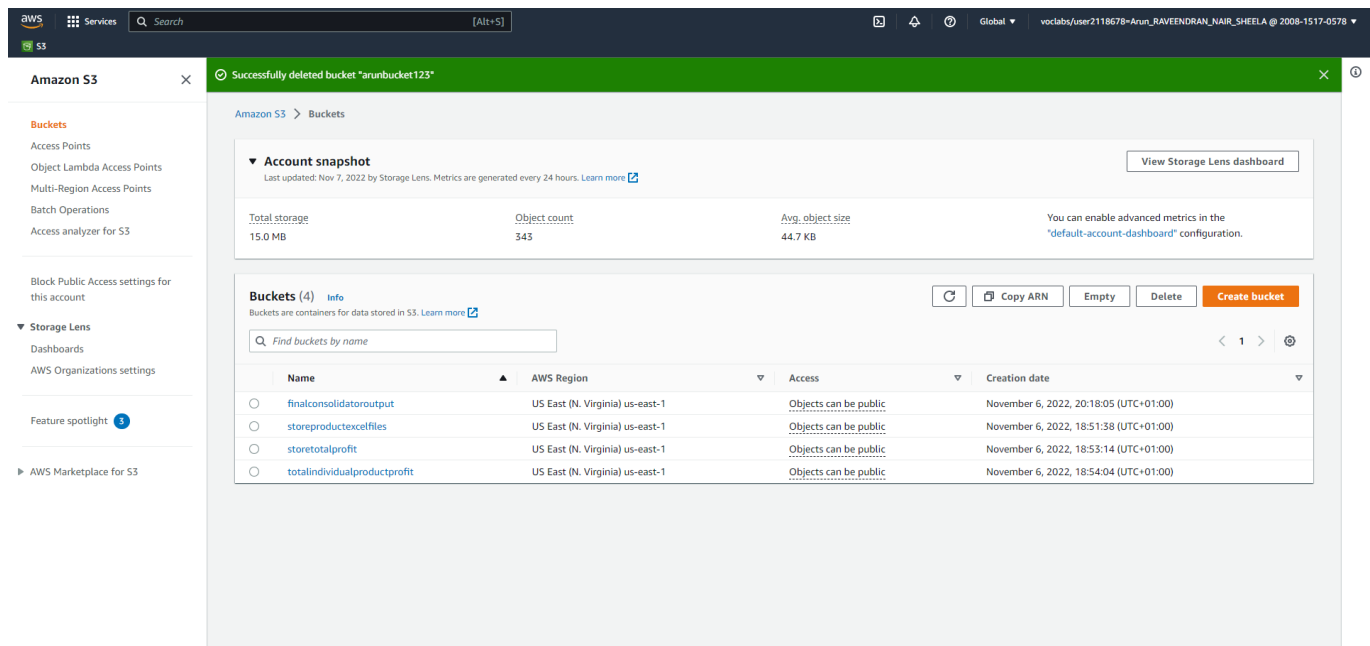 aws Services Search [Alt+S] Global voclabs/user2118678=Arun_RAVEENDRAN_NAIR_SHEELA @ 2008-1517-0578
S3
Amazon S3
Buckets
Access Points
Object Lambda Access Points
Multi-Region Access Points
Batch Operations
Access analyzer for S3
Block Public Access settings for
this account
Storage Lens
Dashboards
AWS Organizations settings
Feature spotlight 3
AWS Marketplace for S3
Successfully deleted bucket "arunbucket123"
Amazon S3 > Buckets
Account snapshot
View Storage Lens dashboard
Last updated: Nov 7, 2022 by Storage Lens. Metrics are generated every 24 hours. Learn more
Total storage Object count Avg. object size You can enable advanced metrics in the
15.0 MB 343 44.7 KB "default-account-dashboard" configuration.
Buckets (4) Info
Copy ARN Empty Delete Create bucket
Buckets are containers for data stored in S3. Learn more
Find buckets by name
< 1 >
Name AWS Region Access Creation date
finalconsolidatoroutput US East (N. Virginia) us-east-1 Objects can be public November 6, 2022, 20:18:05 (UTC+01:00)
storeproductexcelfiles US East (N. Virginia) us-east-1 Objects can be public November 6, 2022, 18:51:38 (UTC+01:00)
storetotalprofit US East (N. Virginia) us-east-1 Objects can be public November 6, 2022, 18:53:14 (UTC+01:00)
totalindividualproductprofit US East (N. Virginia) us-east-1 Objects can be public November 6, 2022, 18:54:04 (UTC+01:00)